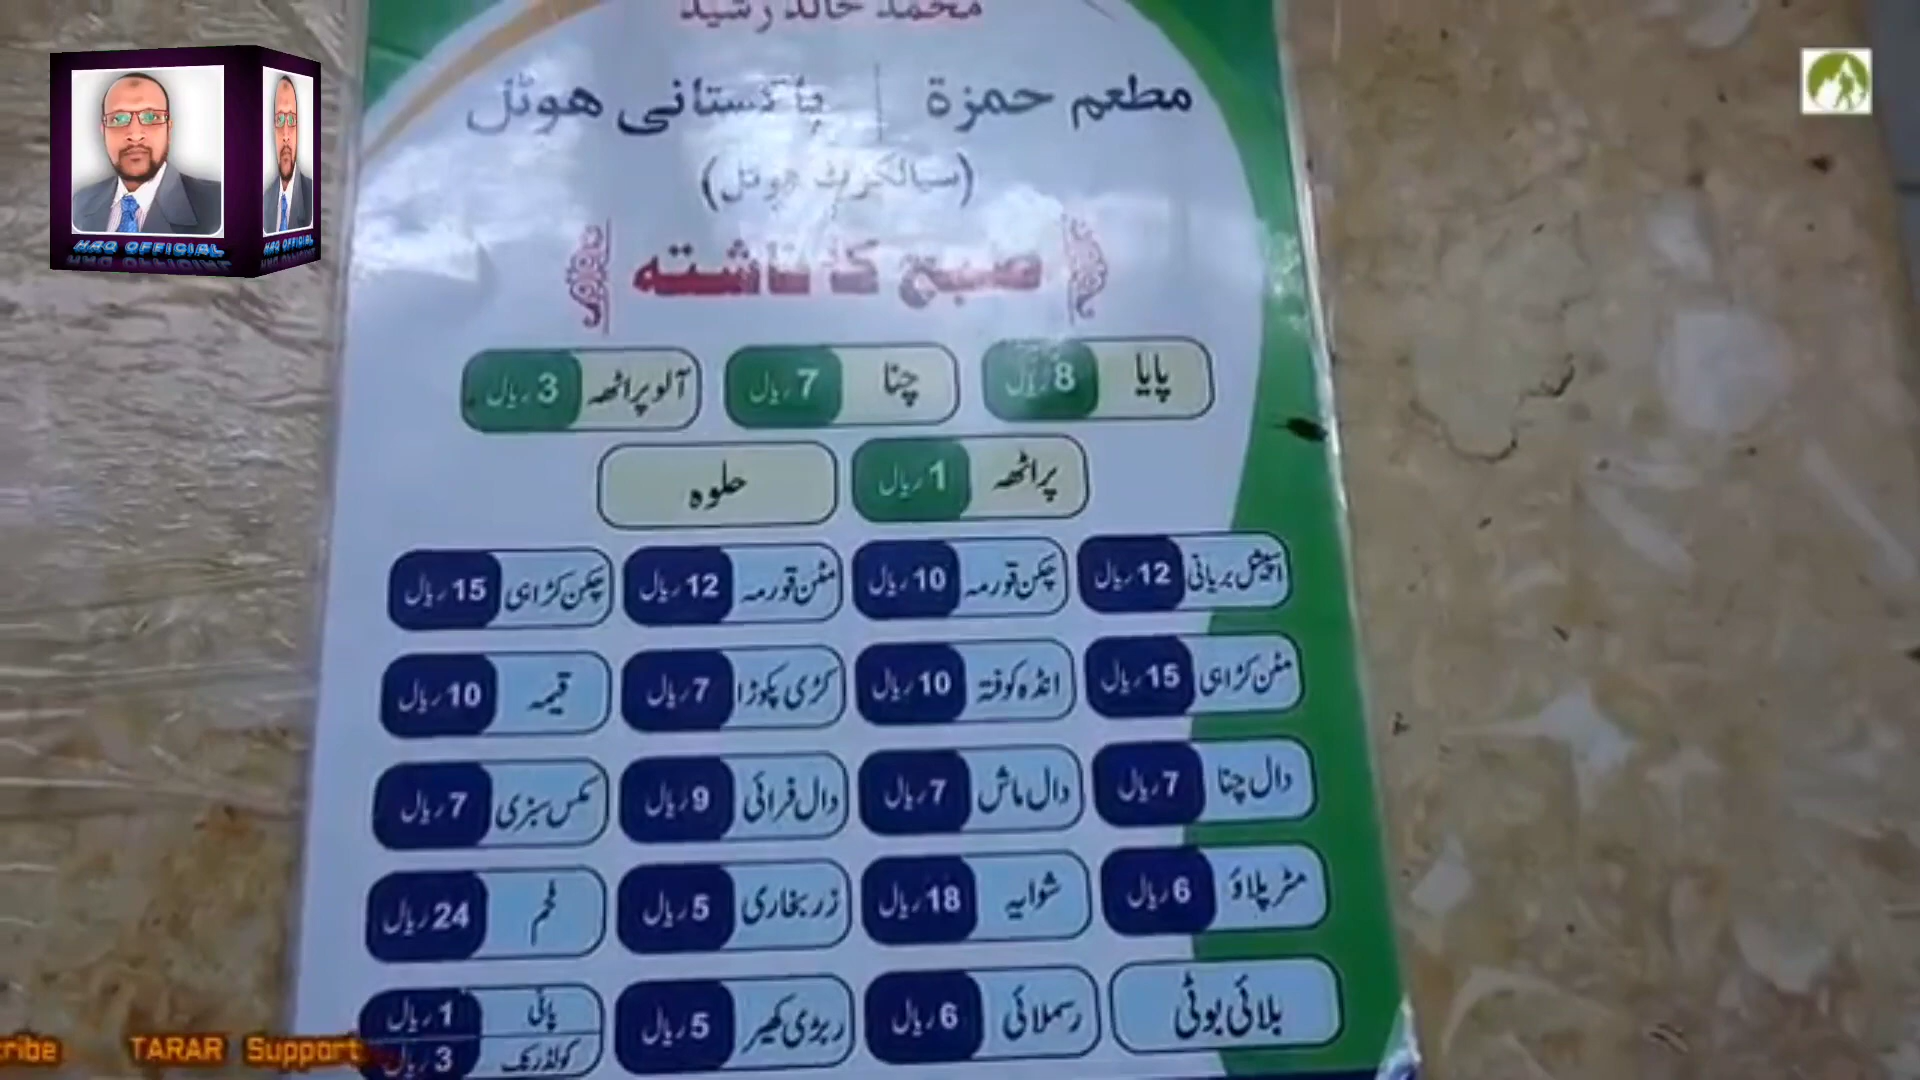 محمد خالد رشید
مطعم حمزة | پاکستانی هوٹل
(سیالکوٹ ہوٹل)
صبح کا ناشتہ
پایا 8 ریال
چنا 7 ریال
آلو پراٹھہ 3 ریال
پراٹھہ 1 ریال
حلوہ
اسپیشل بریانی 12 ریال
چکن قورمہ 10 ریال
مٹن قورمہ 12 ریال
چکن کڑاہی 15 ریال
مٹن کڑاہی 15 ریال
انڈہ کوفتہ 10 ریال
کڑی پکوڑا 7 ریال
قیمہ 10 ریال
دال چنا 7 ریال
دال ماش 7 ریال
دال فرائی 9 ریال
مکس سبزی 7 ریال
مٹر پلاؤ 6 ریال
شوایہ 18 ریال
زر بخاری 5 ریال
24 ریال
بلائی بوٹی
رسملائی 6 ریال
ربڑی کھیر 5 ریال
پانی 1 ریال
کولڈرنک 3 ریال
HAQ OFFICIAL
HAQ OFFICIAL
cribe TARAR Support